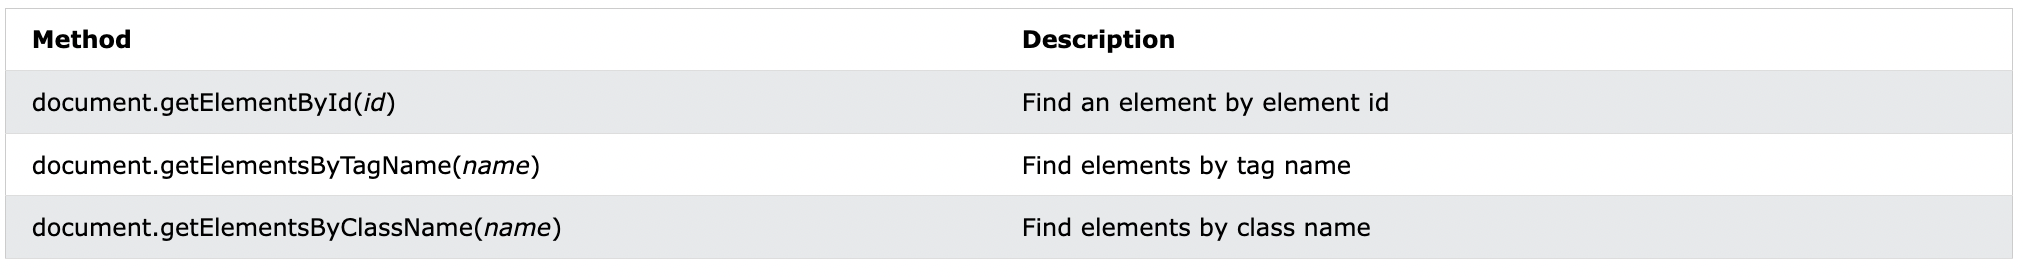 Method Description
document.getElementById(id) Find an element by element id
document.getElementsByTagName(name) Find elements by tag name
document.getElementsByClassName(name) Find elements by class name